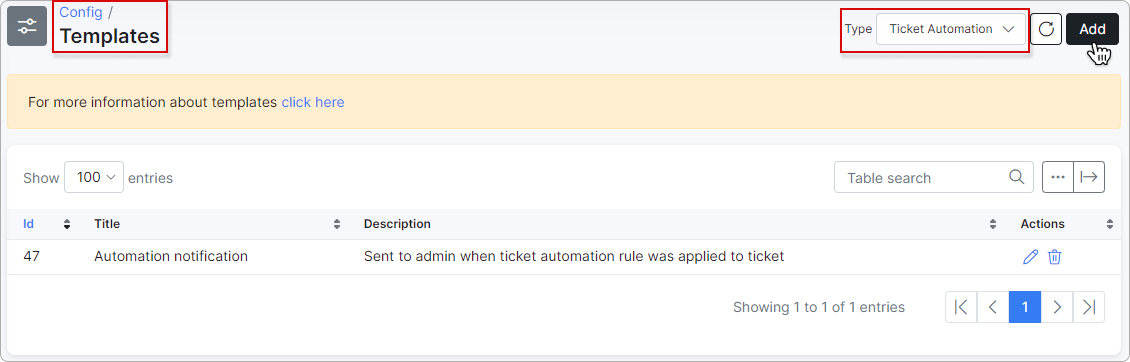 Config /
Templates
Type Ticket Automation Add
For more information about templates click here
Show 100 entries Table search
Id Title Description Actions
47 Automation notification Sent to admin when ticket automation rule was applied to ticket
Showing 1 to 1 of 1 entries 1